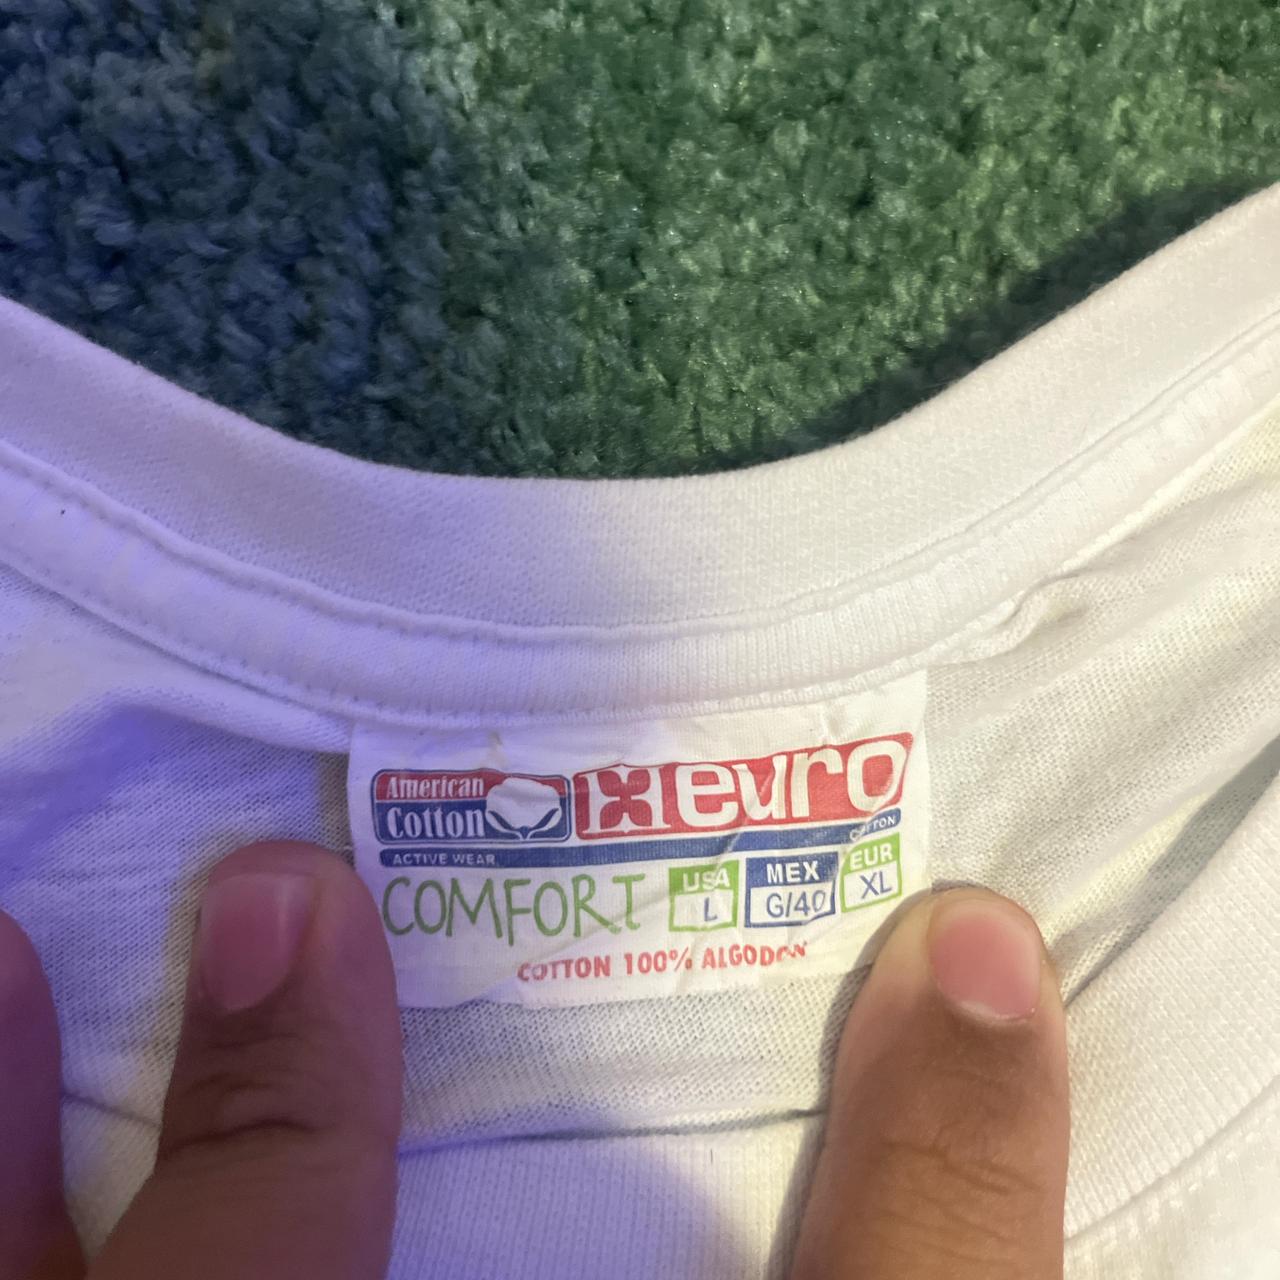 American Cotton
euro
COTTON
ACTIVE WEAR
COMFORT
USA L
MEX G/40
EUR XL
COTTON 100% ALGODON